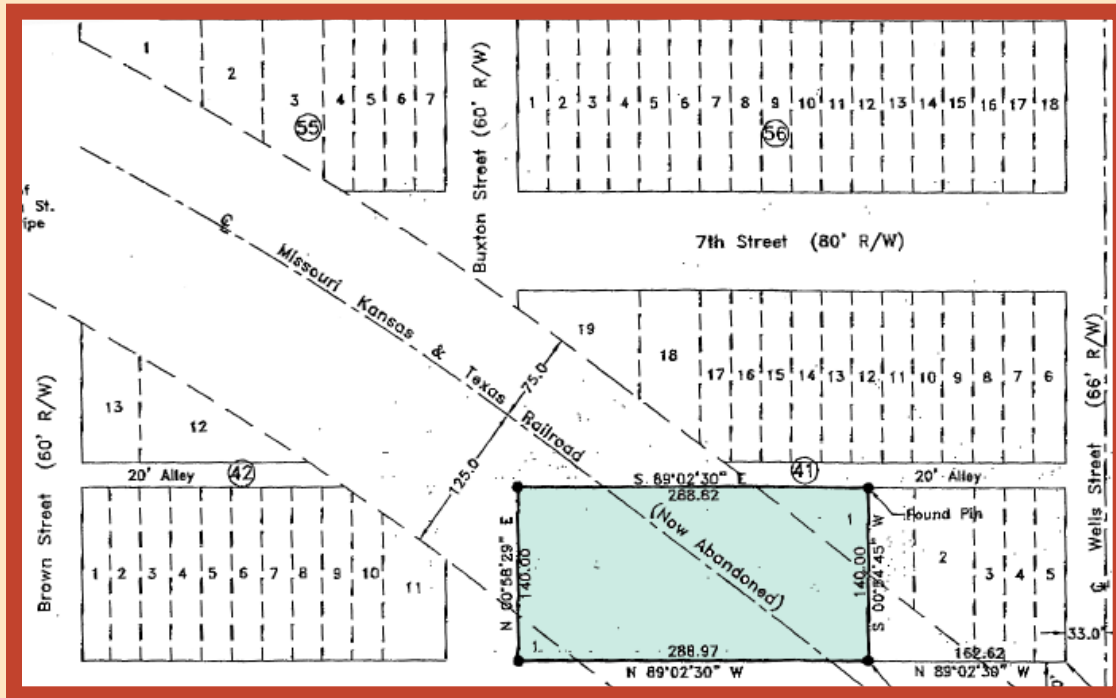 1
2
3
4 5 6 7
55
Buxton Street (60' R/W)
1 2 3 4 5 6 7 8 9 10 11 12 13 14 15 16 17 18
56
of
St.
ipe
℄
Missouri Kansas & Texas Railroad
(Now Abandoned)
7th Street (80' R/W)
19
18
17 16 15 14 13 12 11 10 9 8 7 6
75.0
125.0
13
12
20' Alley
42
41
20' Alley
Brown Street (60' R/W)
1 2 3 4 5 6 7 8 9 10 11
S 89°02'30" E
288.82
N 00°58'29" E
140.00
1
1
140.00
S 00°54'45" W
Found Pin
2
3 4 5
288.97
N 89°02'30" W
162.62
N 89°02'30" W
33.0'
℄ Wells Street (66' R/W)